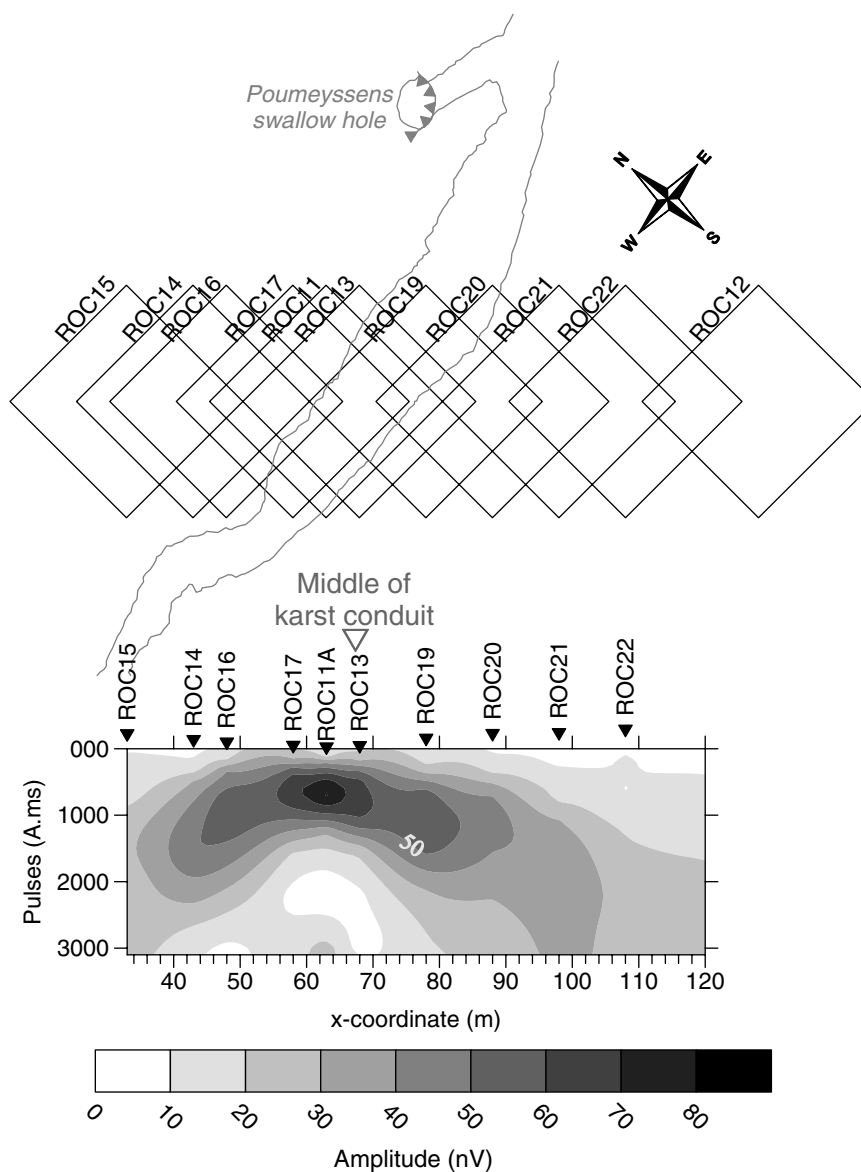 Poumeyssens
swallow hole
N
E
W
S
ROC15
ROC14
ROC16
ROC17
ROC11
ROC13
ROC19
ROC20
ROC21
ROC22
ROC12
Middle of
karst conduit
ROC15
ROC14
ROC16
ROC17
ROC11A
ROC13
ROC19
ROC20
ROC21
ROC22
000
1000
2000
3000
Pulses (A.ms)
50
40 50 60 70 80 90 100 110 120
x-coordinate (m)
0 10 20 30 40 50 60 70 80
Amplitude (nV)